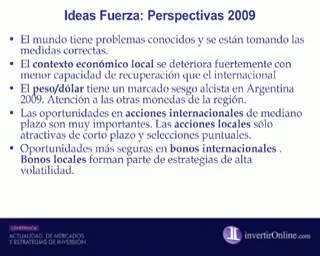 Ideas Fuerza: Perspectivas 2009
• El mundo tiene problemas conocidos y se están tomando las
medidas correctas.
• El contexto económico local se deteriora fuertemente con
menor capacidad de recuperación que el internacional
• El peso/dólar tiene un marcado sesgo alcista en Argentina
2009. Atención a las otras monedas de la región.
• Las oportunidades en acciones internacionales de mediano
plazo son muy importantes. Las acciones locales sólo
atractivas de corto plazo y selecciones puntuales.
• Oportunidades más seguras en bonos internacionales .
Bonos locales forman parte de estrategias de alta
volatilidad.
CONFERENCIA
ACTUALIDAD DE MERCADOS
Y ESTRATEGIAS DE INVERSIÓN
invertirOnline.com